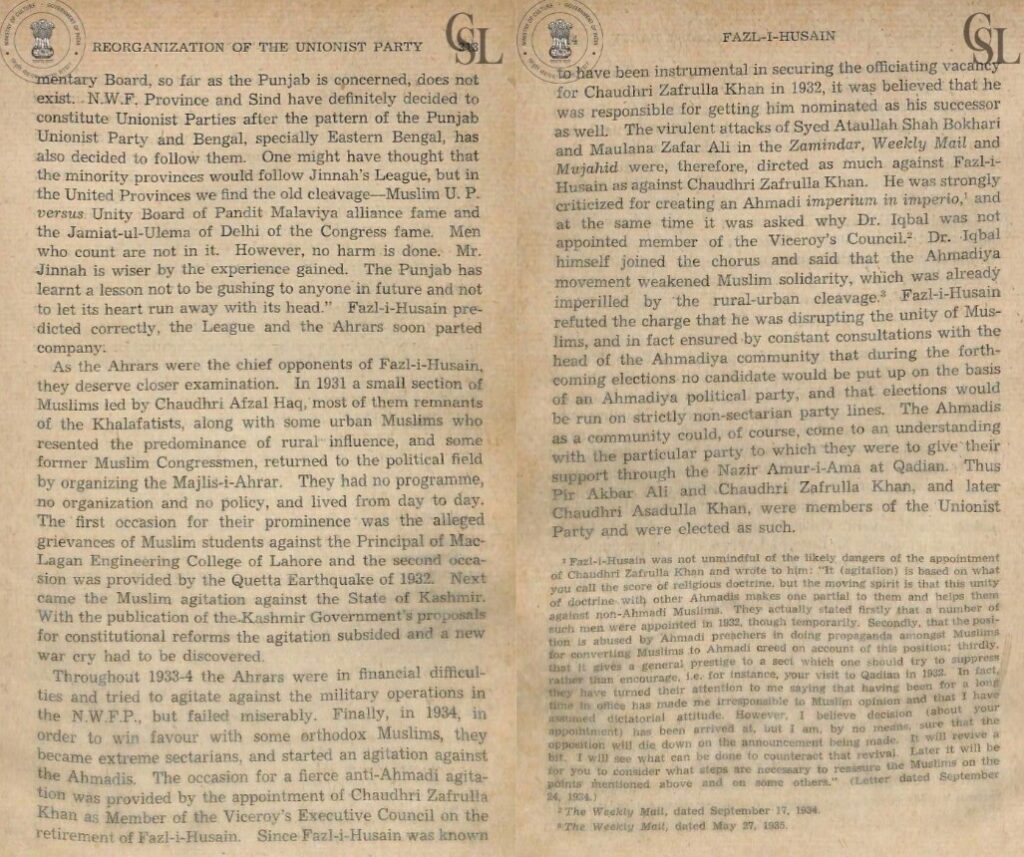 REORGANIZATION OF THE UNIONIST PARTY
mentary Board, so far as the Punjab is concerned, does not
exist. N.W.F. Province and Sind have definitely decided to
constitute Unionist Parties after the pattern of the Punjab
Unionist Party and Bengal, specially Eastern Bengal, has
also decided to follow them. One might have thought that
the minority provinces would follow Jinnah's League, but in
the United Provinces we find the old cleavage—Muslim U. P.
versus Unity Board of Pandit Malaviya alliance fame and
the Jamiat-ul-Ulema of Delhi of the Congress fame. Men
who count are not in it. However, no harm is done. Mr.
Jinnah is wiser by the experience gained. The Punjab has
learnt a lesson not to be gushing to anyone in future and not
to let its heart run away with its head." Fazl-i-Husain pre-
dicted correctly, the League and the Ahrars soon parted
company.
As the Ahrars were the chief opponents of Fazl-i-Husain,
they deserve closer examination. In 1931 a small section of
Muslims led by Chaudhri Afzal Haq, most of them remnants
of the Khalafatists, along with some urban Muslims who
resented the predominance of rural influence, and some
former Muslim Congressmen, returned to the political field
by organizing the Majlis-i-Ahrar. They had no programme,
no organization and no policy, and lived from day to day.
The first occasion for their prominence was the alleged
grievances of Muslim students against the Principal of Mac-
Lagan Engineering College of Lahore and the second occa-
sion was provided by the Quetta Earthquake of 1932. Next
came the Muslim agitation against the State of Kashmir.
With the publication of the Kashmir Government's proposals
for constitutional reforms the agitation subsided and a new
war cry had to be discovered.
Throughout 1933-4 the Ahrars were in financial difficul-
ties and tried to agitate against the military operations in
the N.W.F.P., but failed miserably. Finally, in 1934, in
order to win favour with some orthodox Muslims, they
became extreme sectarians, and started an agitation against
the Ahmadis. The occasion for a fierce anti-Ahmadi agita-
tion was provided by the appointment of Chaudhri Zafrulla
Khan as Member of the Viceroy's Executive Council on the
retirement of Fazl-i-Husain. Since Fazl-i-Husain was known
CSL
FAZL-I-HUSAIN
CSL
to have been instrumental in securing the officiating vacancy
for Chaudhri Zafrulla Khan in 1932, it was believed that he
was responsible for getting him nominated as his successor
as well. The virulent attacks of Syed Ataullah Shah Bokhari
and Maulana Zafar Ali in the Zamindar, Weekly Mail and
Mujahid were, therefore, dircted as much against Fazl-i-
Husain as against Chaudhri Zafrulla Khan. He was strongly
criticized for creating an Ahmadi imperium in imperio,¹ and
at the same time it was asked why Dr. Iqbal was not
appointed member of the Viceroy's Council.² Dr. Iqbal
himself joined the chorus and said that the Ahmadiya
movement weakened Muslim solidarity, which was already
imperilled by the rural-urban cleavage.³ Fazl-i-Husain
refuted the charge that he was disrupting the unity of Mus-
lims, and in fact ensured by constant consultations with the
head of the Ahmadiya community that during the forth-
coming elections no candidate would be put up on the basis
of an Ahmadiya political party, and that elections would
be run on strictly non-sectarian party lines. The Ahmadis
as a community could, of course, come to an understanding
with the particular party to which they were to give their
support through the Nazir Amur-i-Ama at Qadian. Thus
Pir Akbar Ali and Chaudhri Zafrulla Khan, and later
Chaudhri Asadulla Khan, were members of the Unionist
Party and were elected as such.
¹ Fazl-i-Husain was not unmindful of the likely dangers of the appointment
of Chaudhri Zafrulla Khan and wrote to him: "It (agitation) is based on what
you call the score of religious doctrine, but the moving spirit is that this unity
of doctrine with other Ahmadis makes one partial to them and helps them
against non-Ahmadi Muslims. They actually stated firstly that a number of
such men were appointed in 1932, though temporarily. Secondly, that the posi-
tion is abused by Ahmadi preachers in doing propaganda amongst Muslims
for converting Muslims to Ahmadi creed on account of this position; thirdly,
that it gives a general prestige to a sect which one should try to suppress
rather than encourage, i.e. for instance, your visit to Qadian in 1932. In fact,
they have turned their attention to me saying that having been for a long
time in office has made me irresponsible to Muslim opinion and that I have
assumed dictatorial attitude. However, I believe decision (about your
appointment) has been arrived at, but I am, by no means, sure that the
opposition will die down on the announcement being made. It will revive a
bit. I will see what can be done to counteract that revival. Later it will be
for you to consider what steps are necessary to reassure the Muslims on the
points mentioned above and on some others." (Letter dated September
24, 1934.)
² The Weekly Mail, dated September 17, 1934.
³ The Weekly Mail, dated May 27, 1935.